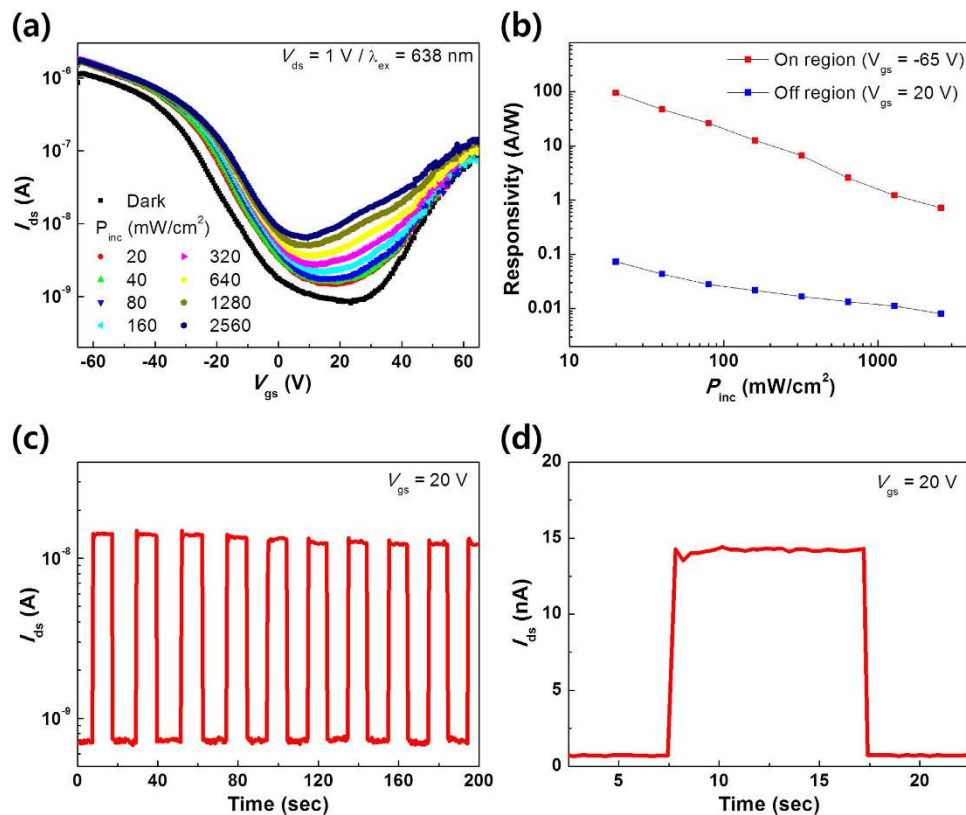 (a)
V_ds = 1 V / λ_ex = 638 nm
10^-6
10^-7
10^-8
10^-9
I_ds (A)
Dark
P_inc (mW/cm²)
20 320
40 640
80 1280
160 2560
-60 -40 -20 0 20 40 60
V_gs (V)
(b)
On region (V_gs = -65 V)
Off region (V_gs = 20 V)
100
10
1
0.1
0.01
Responsivity (A/W)
10 100 1000
P_inc (mW/cm²)
(c)
V_gs = 20 V
10^-8
10^-9
I_ds (A)
0 40 80 120 160 200
Time (sec)
(d)
V_gs = 20 V
20
15
10
5
0
I_ds (nA)
5 10 15 20
Time (sec)